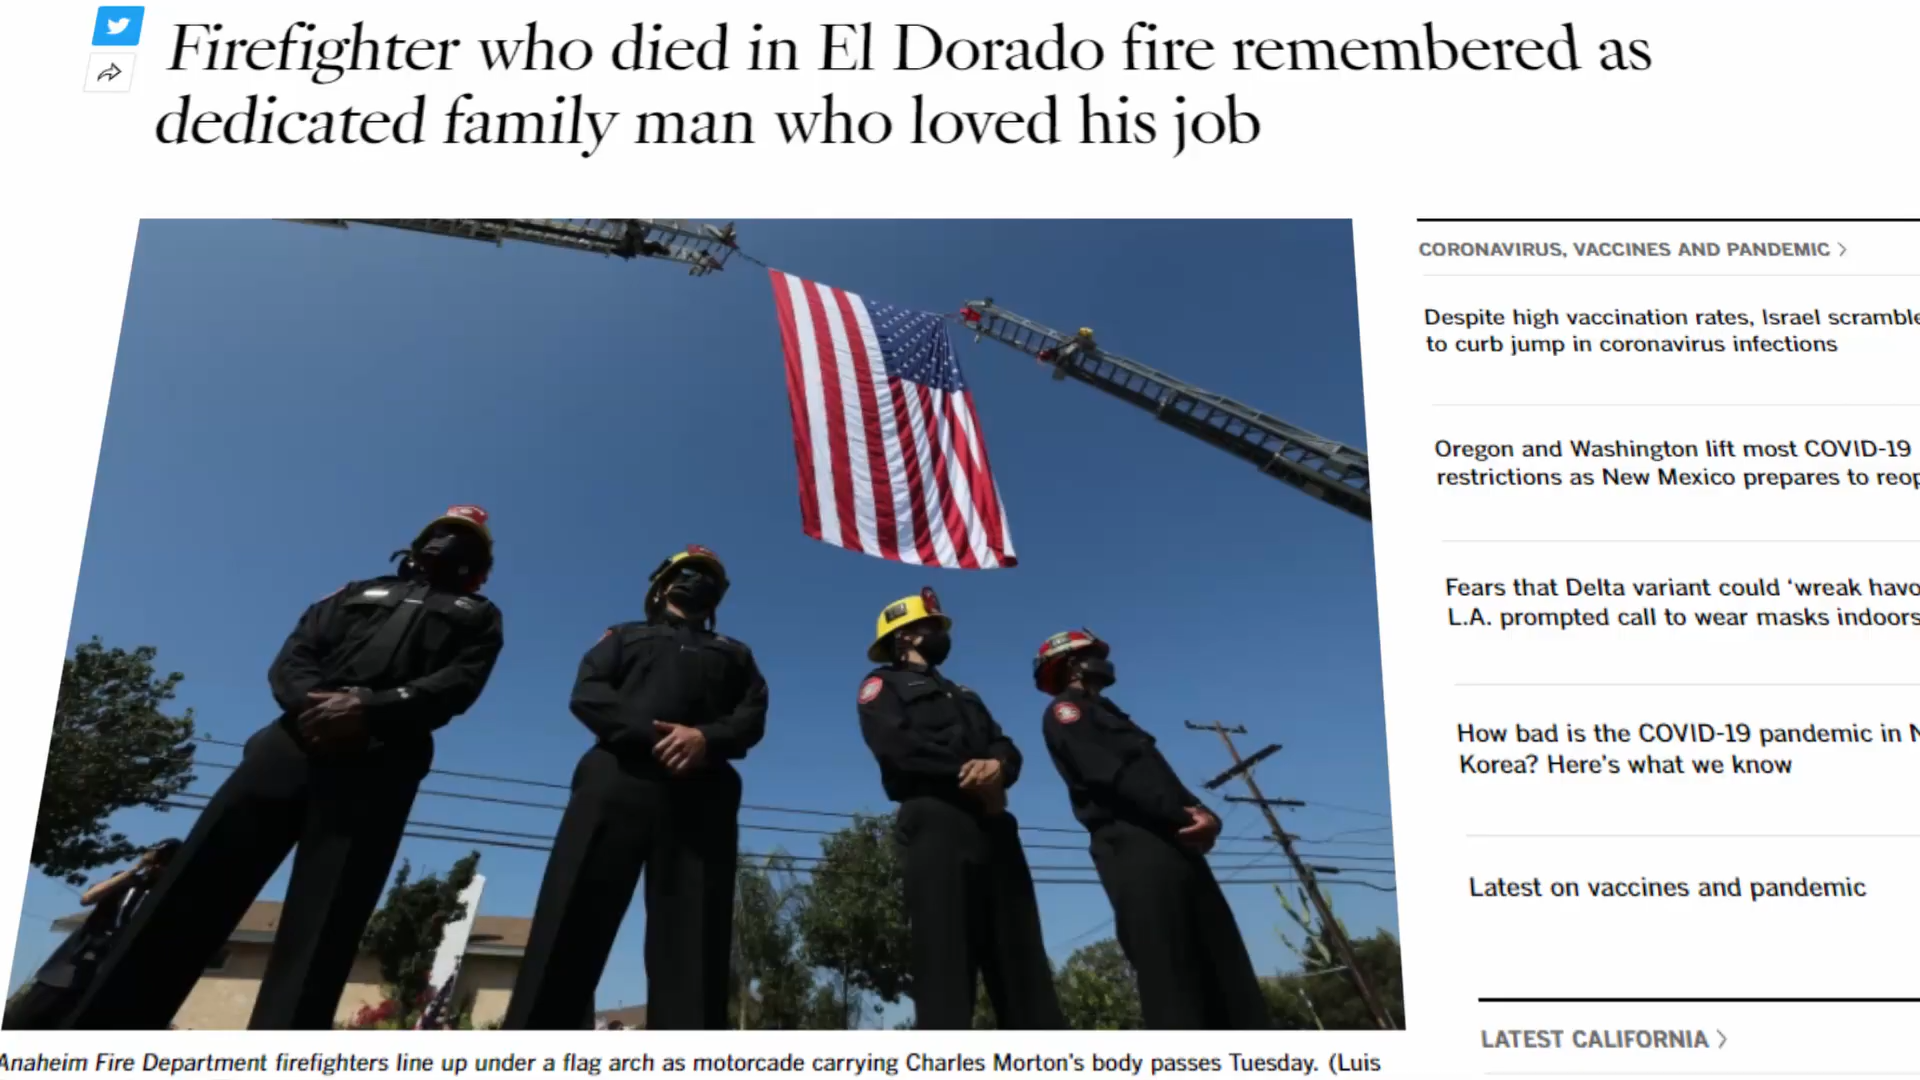 Firefighter who died in El Dorado fire remembered as
dedicated family man who loved his job
CORONAVIRUS, VACCINES AND PANDEMIC
Despite high vaccination rates, Israel scramble
to curb jump in coronavirus infections
Oregon and Washington lift most COVID-19
restrictions as New Mexico prepares to reop
Fears that Delta variant could ‘wreak havo
L.A. prompted call to wear masks indoors
How bad is the COVID-19 pandemic in N
Korea? Here's what we know
Latest on vaccines and pandemic
LATEST CALIFORNIA
Anaheim Fire Department firefighters line up under a flag arch as motorcade carrying Charles Morton's body passes Tuesday. (Luis